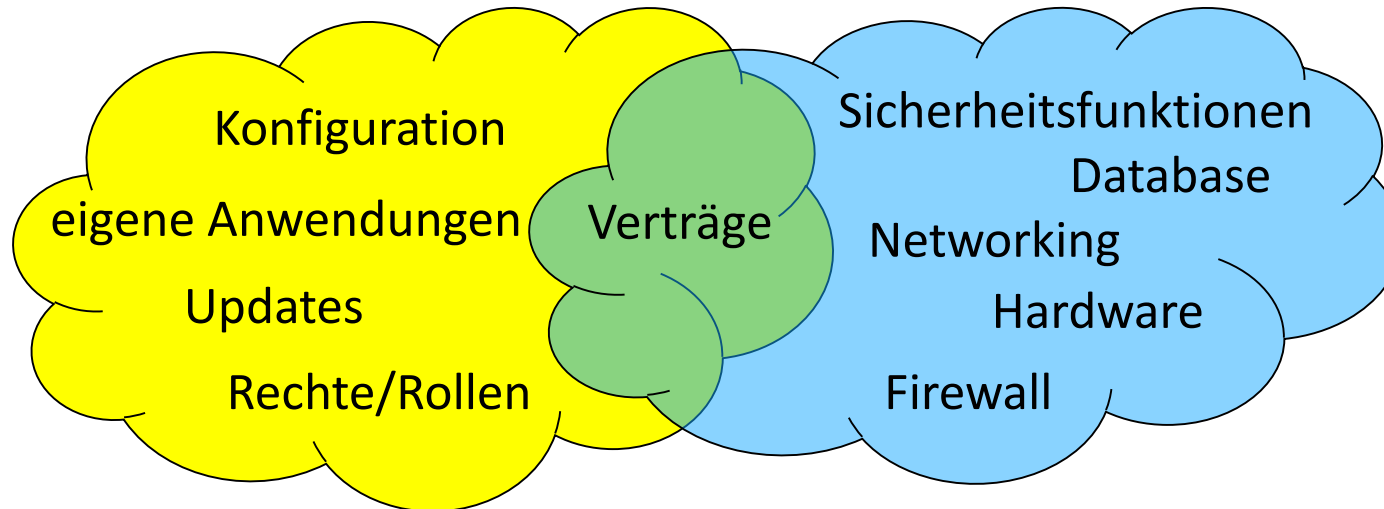 Konfiguration
eigene Anwendungen
Updates
Rechte/Rollen
Verträge
Sicherheitsfunktionen
Database
Networking
Hardware
Firewall